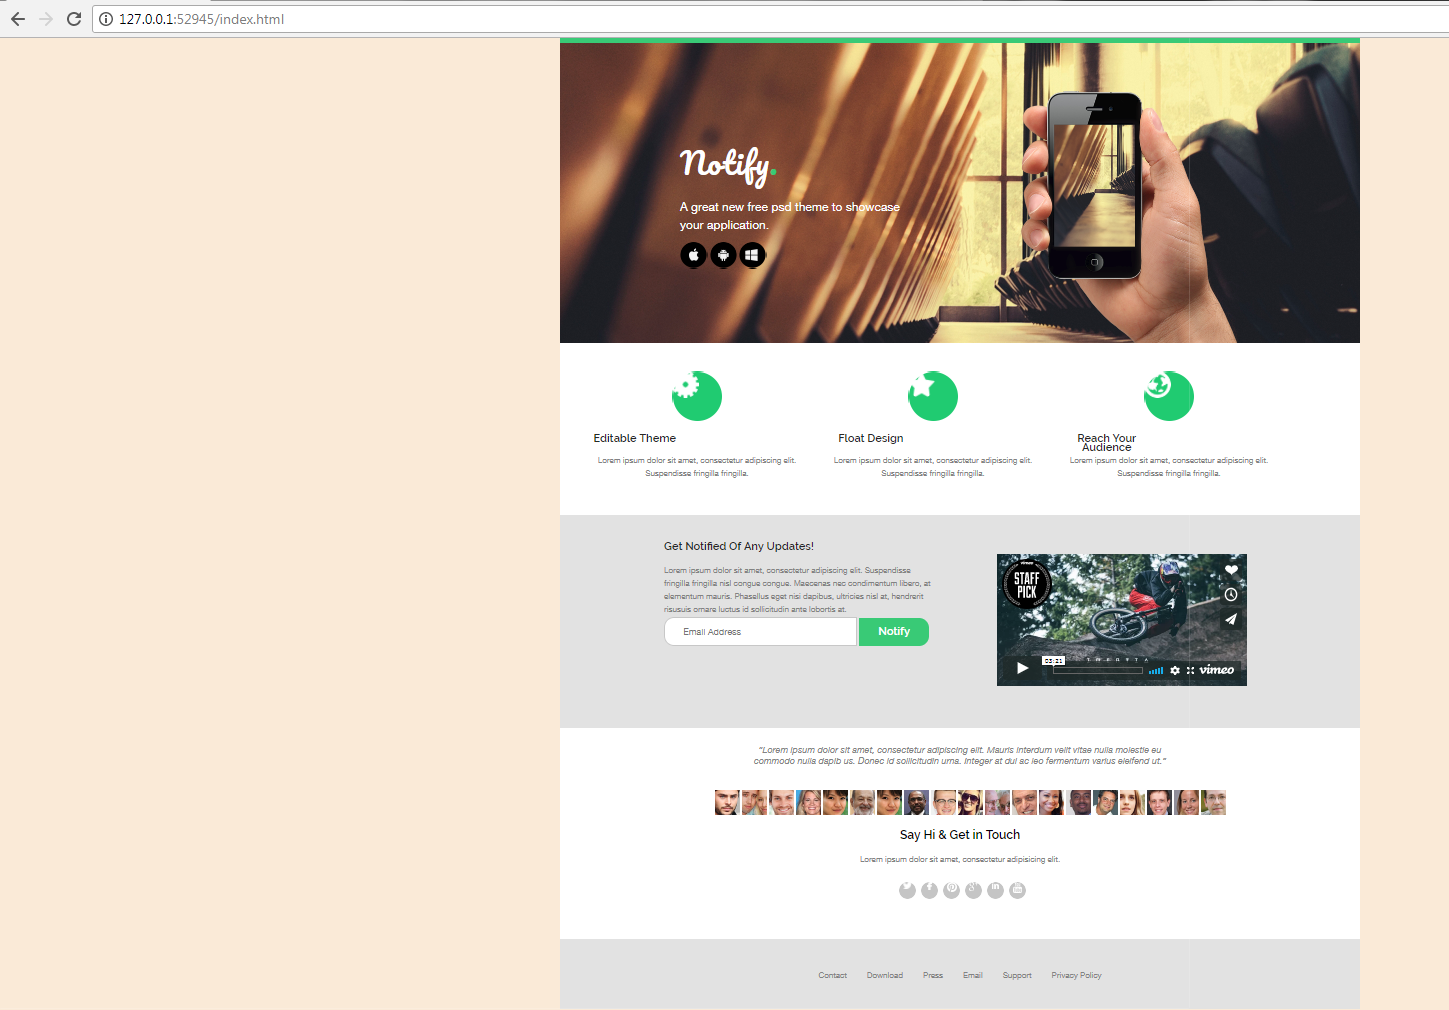 127.0.0.1:52945/index.html
Notify.
A great new free psd theme to showcase
your application.
Editable Theme
Lorem ipsum dolor sit amet, consectetur adipiscing elit.
Suspendisse fringilla fringilla.
Float Design
Lorem ipsum dolor sit amet, consectetur adipiscing elit.
Suspendisse fringilla fringilla.
Reach Your
Audience
Lorem ipsum dolor sit amet, consectetur adipiscing elit.
Suspendisse fringilla fringilla.
Get Notified Of Any Updates!
Lorem ipsum dolor sit amet, consectetur adipiscing elit. Suspendisse
fringilla fringilla nisl congue congue. Maecenas nec condimentum libero, at
elementum mauris. Phasellus eget nisi dapibus, ultricies nisl at, hendrerit
risusuis ornare luctus id sollicitudin ante lobortis at.
Email Address
Notify
vimeo
STAFF
PICK
03:21
INERTIA
vimeo
"Lorem ipsum dolor sit amet, consectetur adipiscing elit. Mauris interdum velit vitae nulla molestie eu
commodo nulla dapib us. Donec id sollicitudin urna. Integer at dui ac leo fermentum varius eleifend ut."
Say Hi & Get in Touch
Lorem ipsum dolor sit amet, consectetur adipisicing elit.
Contact
Download
Press
Email
Support
Privacy Policy